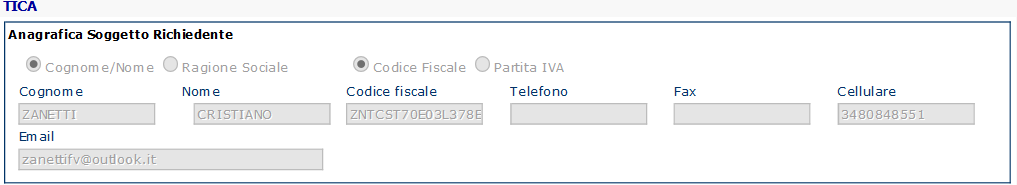 TICA
Anagrafica Soggetto Richiedente
Cognome/Nome Ragione Sociale Codice Fiscale Partita IVA
Cognome Nome Codice fiscale Telefono Fax Cellulare
ZANETTI CRISTIANO ZNTCST70E03L378E 3480848551
Email
zanettifv@outlook.it